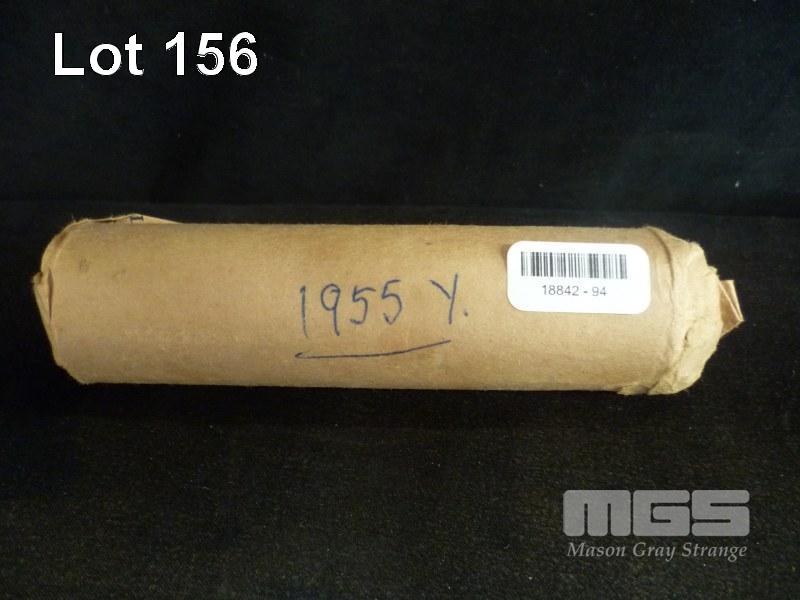 Lot 156
18842 - 94
1955 Y.
MGS
Mason Gray Strange